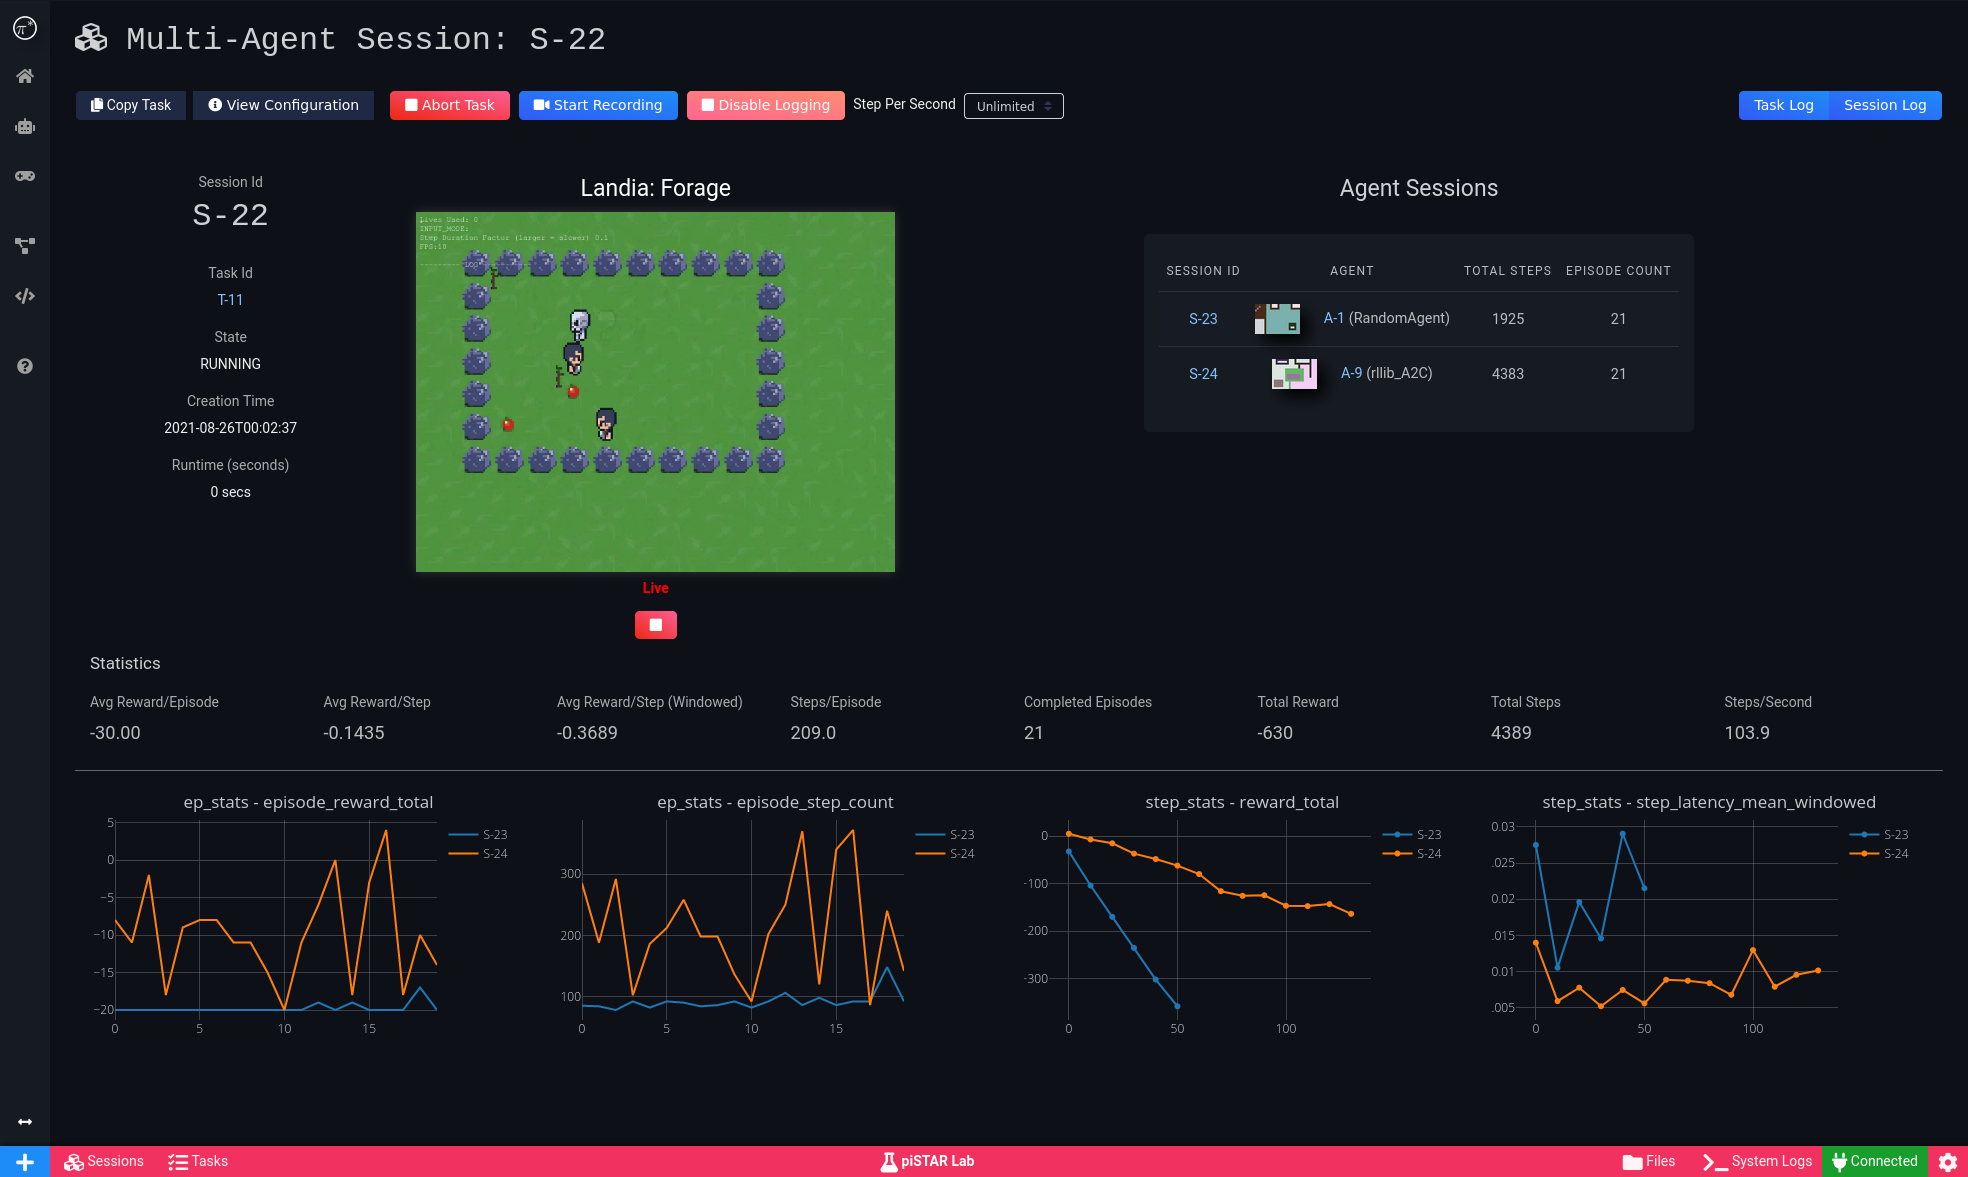 Multi-Agent Session: S-22
Copy Task
View Configuration
Abort Task
Start Recording
Disable Logging
Step Per Second
Unlimited
Task Log
Session Log
Session Id
S-22
Task Id
T-11
State
RUNNING
Creation Time
2021-08-26T00:02:37
Runtime (seconds)
0 secs
Landia: Forage
Lives Used: 0
INPUT_MODE:
Step Duration Factor (larger = slower) 0.1
FPS:10
Live
Agent Sessions
SESSION ID AGENT TOTAL STEPS EPISODE COUNT
S-23 A-1 (RandomAgent) 1925 21
S-24 A-9 (rllib_A2C) 4383 21
Statistics
Avg Reward/Episode
-30.00
Avg Reward/Step
-0.1435
Avg Reward/Step (Windowed)
-0.3689
Steps/Episode
209.0
Completed Episodes
21
Total Reward
-630
Total Steps
4389
Steps/Second
103.9
ep_stats - episode_reward_total
5
0
−5
−10
−15
−20
0 5 10 15
S-23
S-24
ep_stats - episode_step_count
300
200
100
0 5 10 15
S-23
S-24
step_stats - reward_total
0
-100
-200
-300
0 50 100
S-23
S-24
step_stats - step_latency_mean_windowed
0.03
.025
0.02
.015
0.01
.005
0 50 100
S-23
S-24
Sessions
Tasks
piSTAR Lab
Files
System Logs
Connected